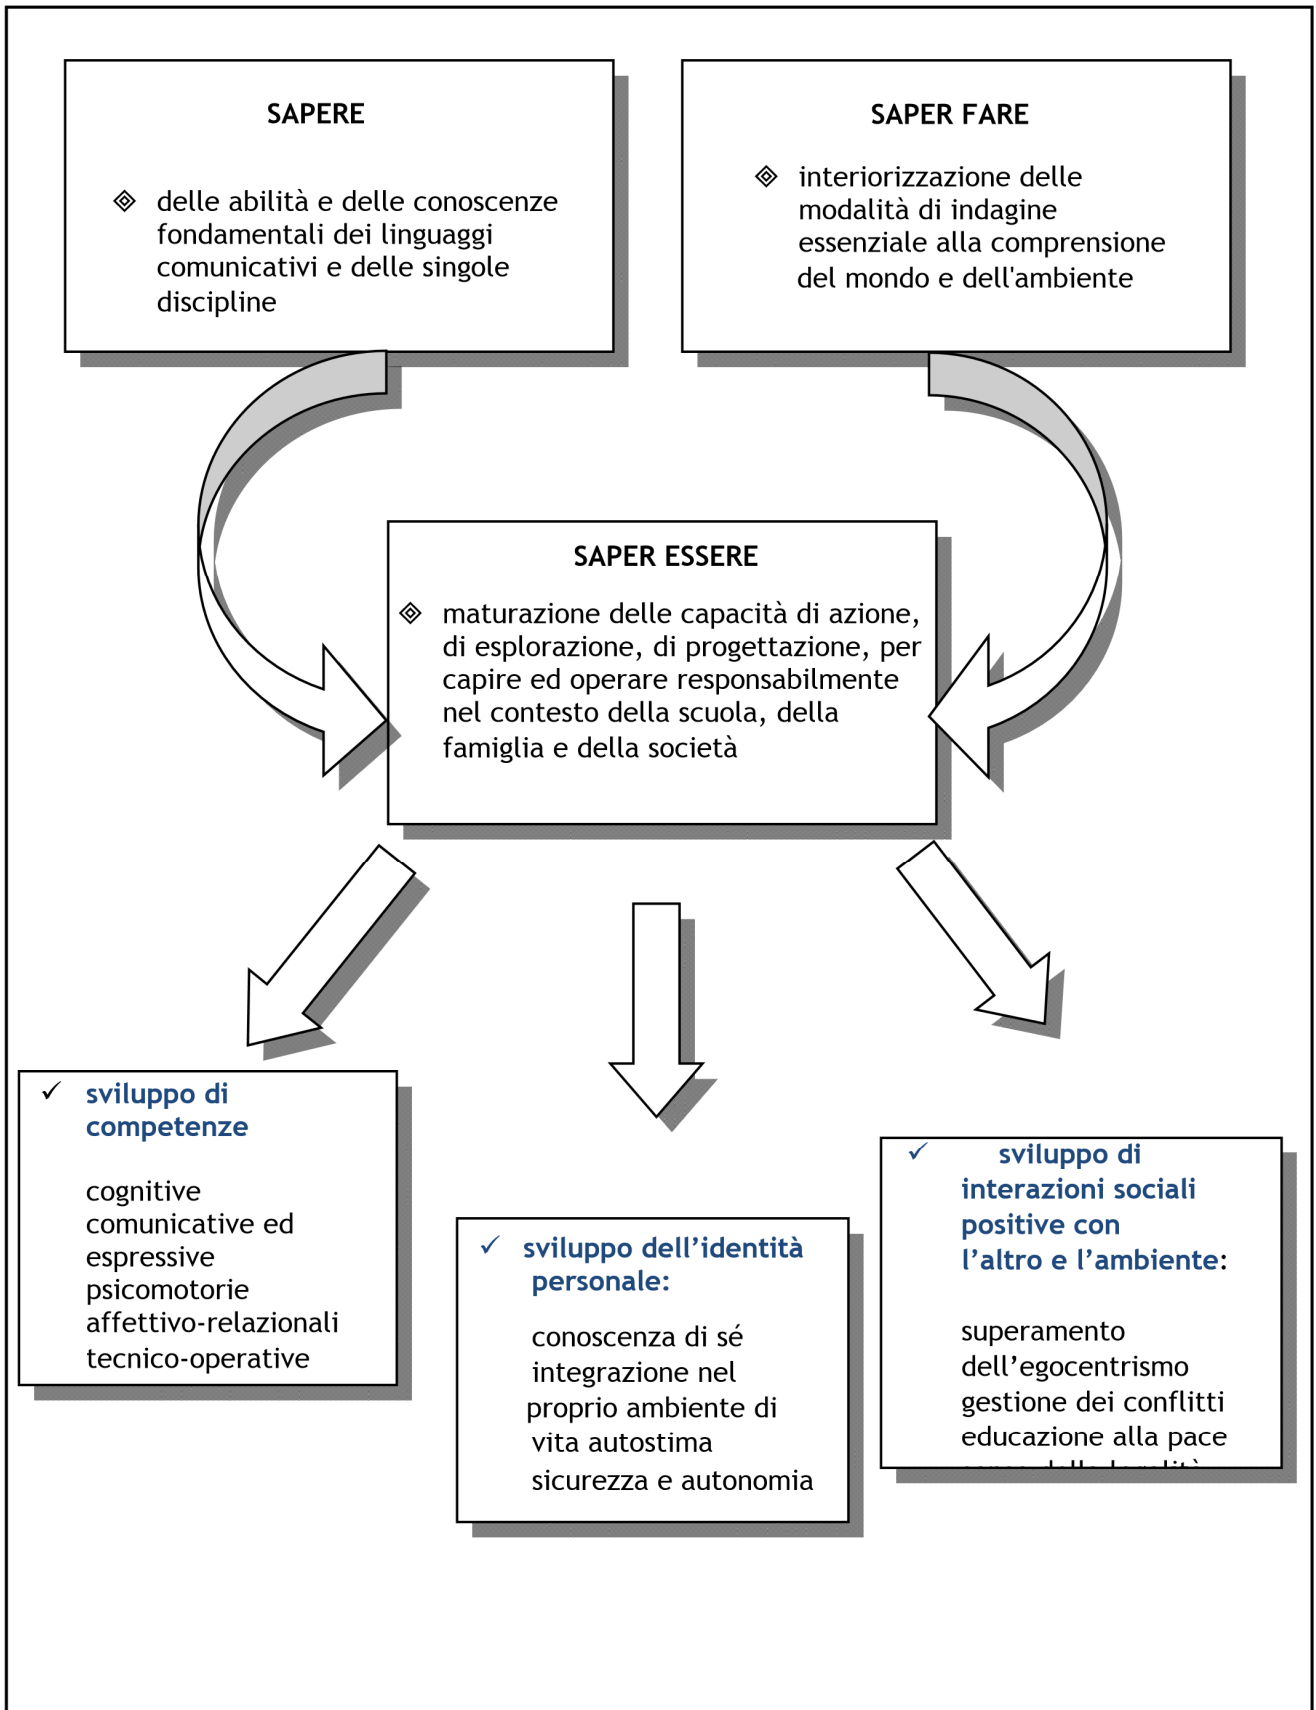 SAPERE
delle abilità e delle conoscenze
fondamentali dei linguaggi
comunicativi e delle singole
discipline
SAPER FARE
interiorizzazione delle
modalità di indagine
essenziale alla comprensione
del mondo e dell'ambiente
SAPER ESSERE
maturazione delle capacità di azione,
di esplorazione, di progettazione, per
capire ed operare responsabilmente
nel contesto della scuola, della
famiglia e della società
✓ sviluppo di
competenze
cognitive
comunicative ed
espressive
psicomotorie
affettivo-relazionali
tecnico-operative
✓ sviluppo dell’identità
personale:
conoscenza di sé
integrazione nel
proprio ambiente di
vita autostima
sicurezza e autonomia
✓ sviluppo di
interazioni sociali
positive con
l’altro e l’ambiente:
superamento
dell’egocentrismo
gestione dei conflitti
educazione alla pace